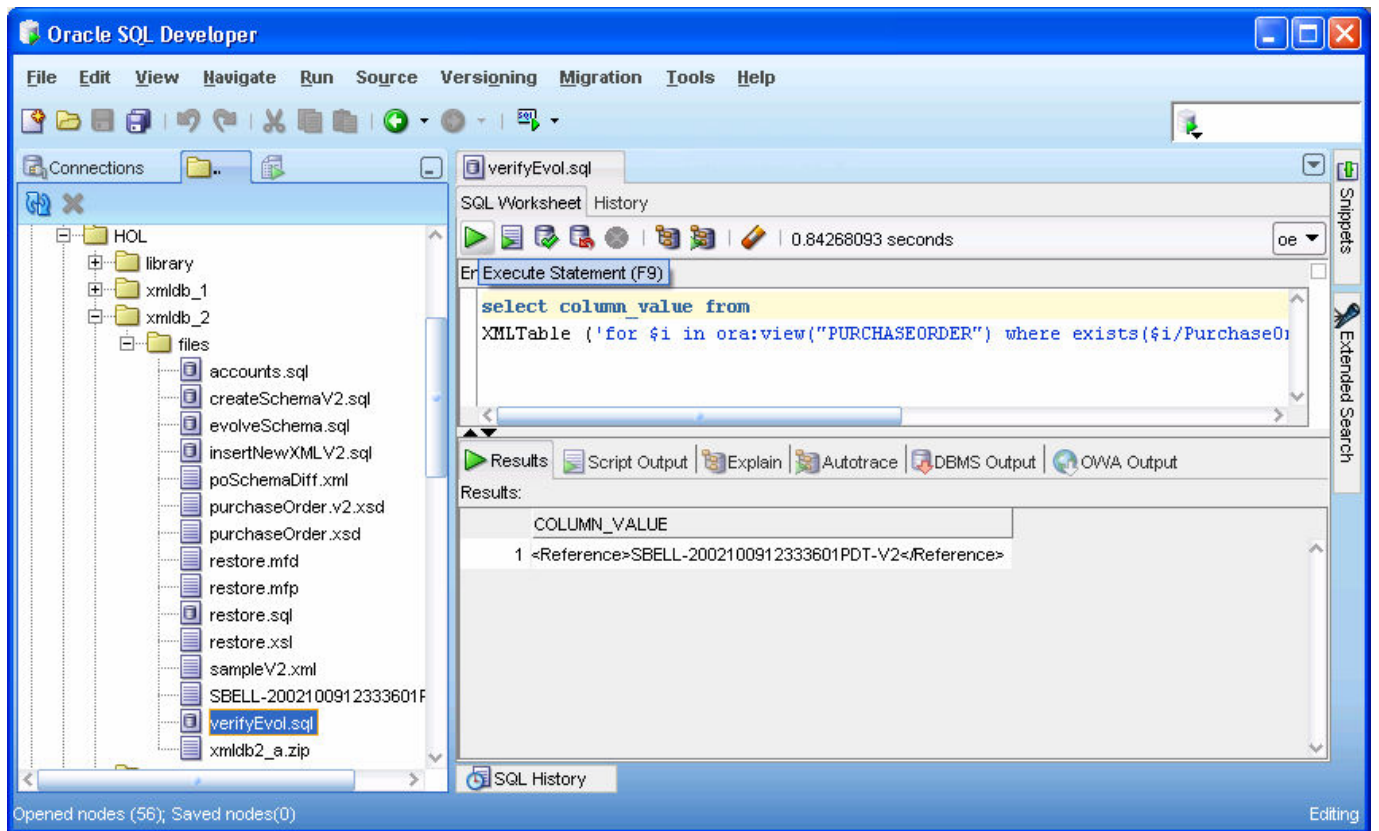 Oracle SQL Developer
File Edit View Navigate Run Source Versioning Migration Tools Help
Connections
..
HOL
library
xmldb_1
xmldb_2
files
accounts.sql
createSchemaV2.sql
evolveSchema.sql
insertNewXMLV2.sql
poSchemaDiff.xml
purchaseOrder.v2.xsd
purchaseOrder.xsd
restore.mfd
restore.mfp
restore.sql
restore.xsl
sampleV2.xml
SBELL-2002100912333601F
verifyEvol.sql
xmldb2_a.zip
verifyEvol.sql
SQL Worksheet History
0.84268093 seconds
oe
Er Execute Statement (F9)
select column_value from
XMLTable ('for $i in ora:view("PURCHASEORDER") where exists($i/PurchaseO
Results Script Output Explain Autotrace DBMS Output OWA Output
Results:
COLUMN_VALUE
1 <Reference>SBELL-2002100912333601PDT-V2</Reference>
SQL History
Snippets
Extended Search
Opened nodes (56); Saved nodes(0)
Editing